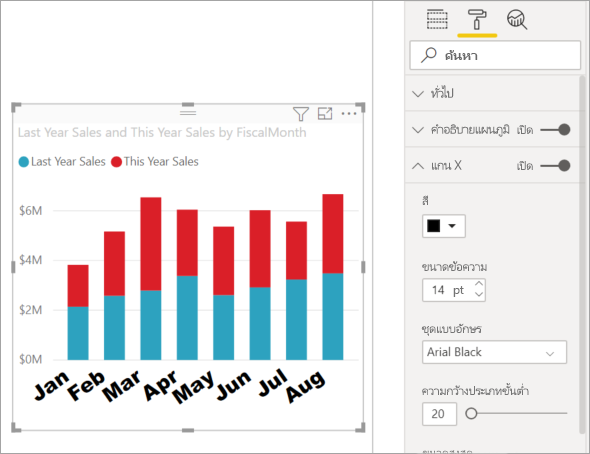 Last Year Sales and This Year Sales by FiscalMonth
Last Year Sales This Year Sales
$6M
$4M
$2M
$0M
Jan Feb Mar Apr May Jun Jul Aug
ค้นหา
ทั่วไป
คำอธิบายแผนภูมิ เปิด
แกน X เปิด
สี
ขนาดข้อความ
14 pt
ชุดแบบอักษร
Arial Black
ความกว้างประเภทขั้นต่ำ
20